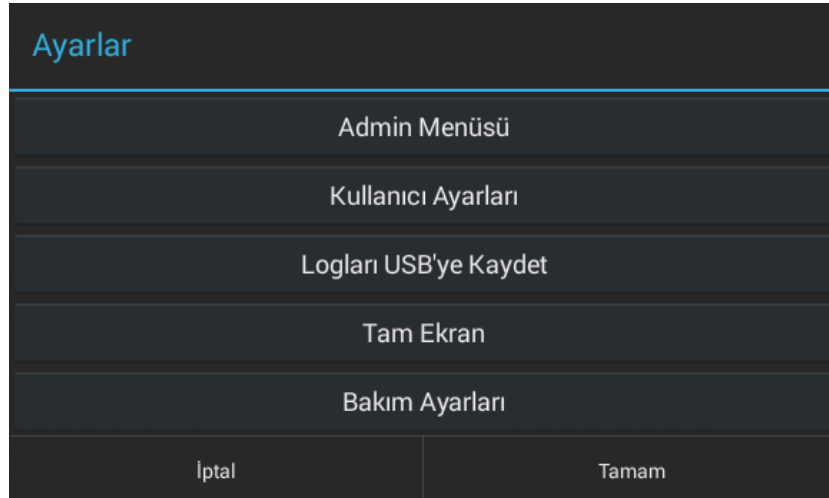 Ayarlar
Admin Menüsü
Kullanıcı Ayarları
Logları USB'ye Kaydet
Tam Ekran
Bakım Ayarları
İptal
Tamam